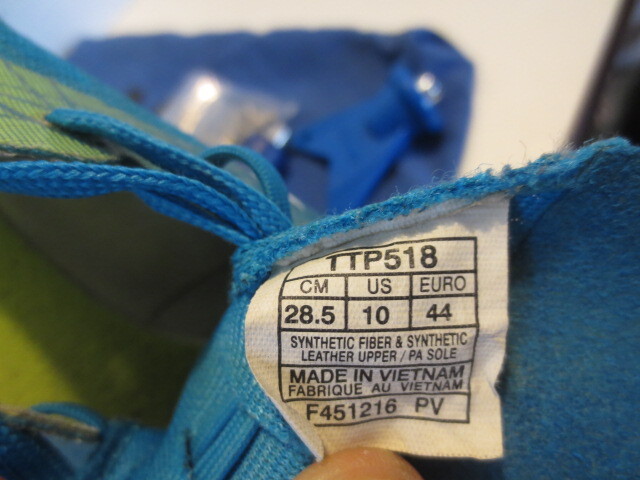 TTP518
CM US EURO
28.5 10 44
SYNTHETIC FIBER & SYNTHETIC
LEATHER UPPER / PA SOLE
MADE IN VIETNAM
FABRIQUE AU VIETNAM
F451216 PV